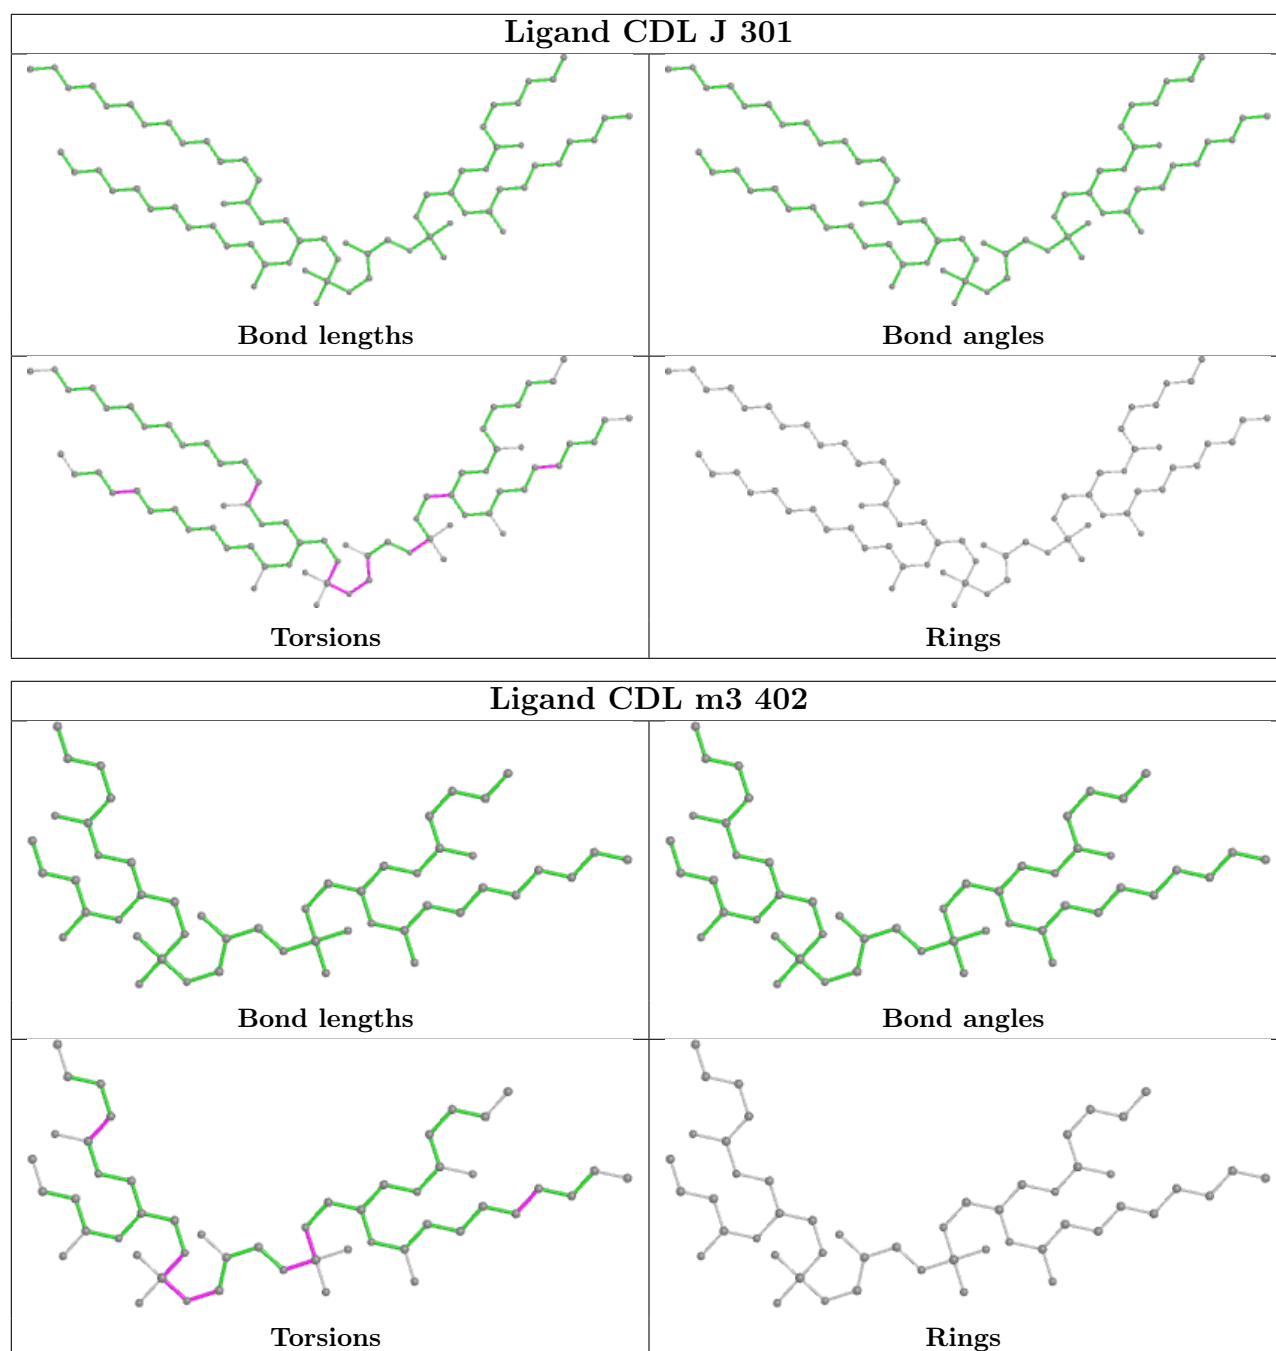 Ligand CDL J 301
Bond lengths
Bond angles
Torsions
Rings
Ligand CDL m3 402
Bond lengths
Bond angles
Torsions
Rings